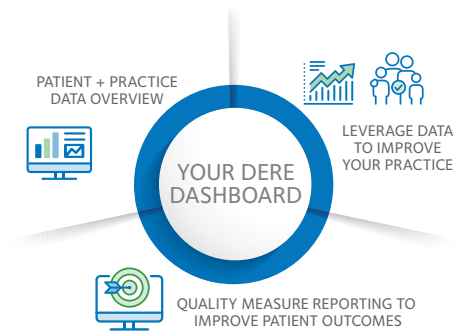 PATIENT + PRACTICE
DATA OVERVIEW
LEVERAGE DATA
TO IMPROVE
YOUR PRACTICE
YOUR DERE
DASHBOARD
QUALITY MEASURE REPORTING TO
IMPROVE PATIENT OUTCOMES